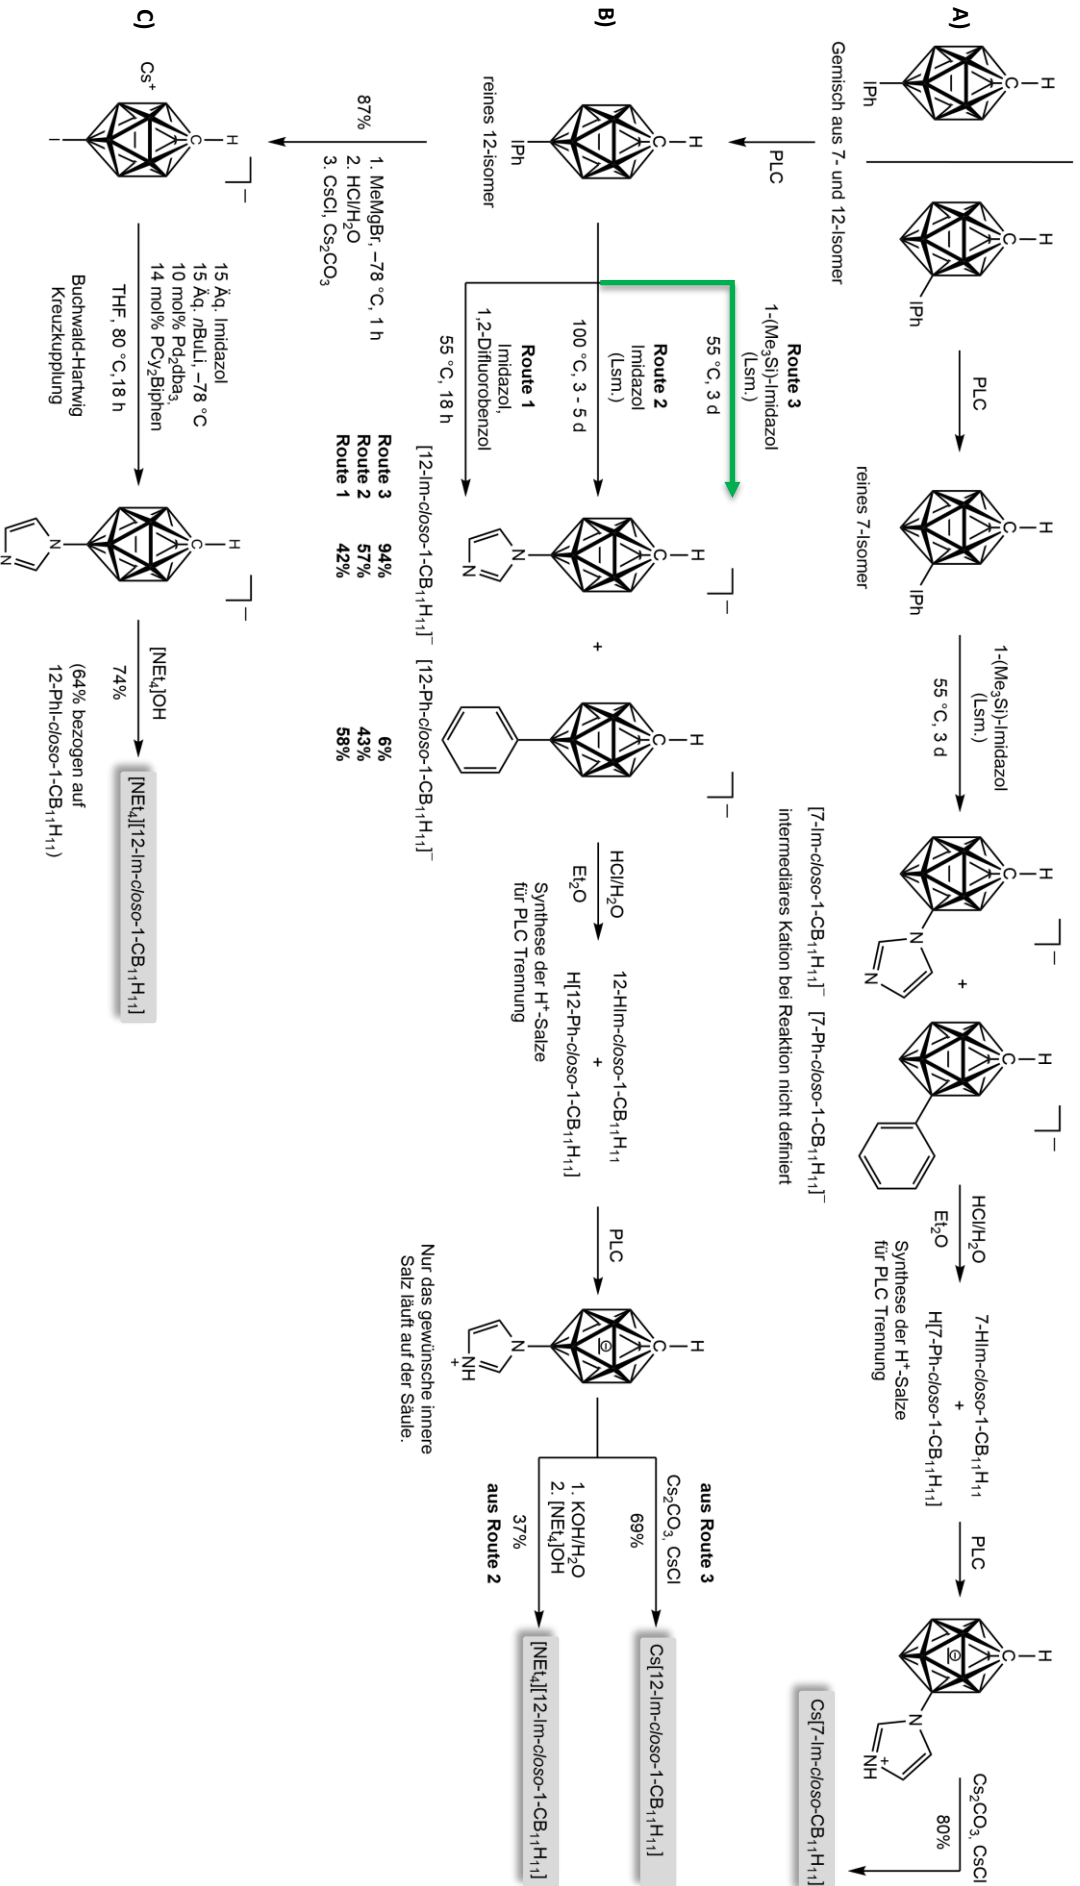 A)
H
C
IPh
H
C
IPh
Gemisch aus 7- und 12-Isomer
PLC
H
C
IPh
reines 7-Isomer
1-(Me₃Si)-Imidazol
(Lsm.)
55 °C, 3 d
H
C
N
N
–
+
H
C
–
[7-Im-closo-1-CB₁₁H₁₁]⁻ [7-Ph-closo-1-CB₁₁H₁₁]⁻
intermediäres Kation bei Reaktion nicht definiert
HCl/H₂O
Et₂O
Synthese der H⁺-Salze
für PLC Trennung
7-HIm-closo-1-CB₁₁H₁₁
+
H[7-Ph-closo-1-CB₁₁H₁₁]
PLC
H
C
⊖
N
+
NH
Cs₂CO₃, CsCl
80%
Cs[7-Im-closo-CB₁₁H₁₁]
PLC
B)
H
C
IPh
reines 12-isomer
Route 3
1-(Me₃Si)-Imidazol
(Lsm.)
55 °C, 3 d
Route 2
Imidazol
(Lsm.)
100 °C, 3 - 5 d
Route 1
Imidazol,
1,2-Difluorobenzol
55 °C, 18 h
H
C
N
N
–
+
H
C
–
[12-Im-closo-1-CB₁₁H₁₁]⁻ [12-Ph-closo-1-CB₁₁H₁₁]⁻
Route 3 94% 6%
Route 2 57% 43%
Route 1 42% 58%
HCl/H₂O
Et₂O
Synthese der H⁺-Salze
für PLC Trennung
12-HIm-closo-1-CB₁₁H₁₁
+
H[12-Ph-closo-1-CB₁₁H₁₁]
PLC
H
C
⊖
N
NH
+
Nur das gewünsche innere
Salz läuft auf der Säule.
aus Route 3
Cs₂CO₃, CsCl
69%
Cs[12-Im-closo-1-CB₁₁H₁₁]
1. KOH/H₂O
2. [NEt₄]OH
37%
aus Route 2
[NEt₄][12-Im-closo-1-CB₁₁H₁₁]
87%
1. MeMgBr, –78 °C, 1 h
2. HCl/H₂O
3. CsCl, Cs₂CO₃
C)
Cs⁺
H
C
I
–
15 Äq. Imidazol
15 Äq. nBuLi, –78 °C
10 mol% Pd₂dba₃,
14 mol% PCy₂Biphen
THF, 80 °C,18 h
Buchwald-Hartwig
Kreuzkupplung
H
C
N
N
–
[NEt₄]OH
74%
(64% bezogen auf
12-PhI-closo-1-CB₁₁H₁₁)
[NEt₄][12-Im-closo-1-CB₁₁H₁₁]